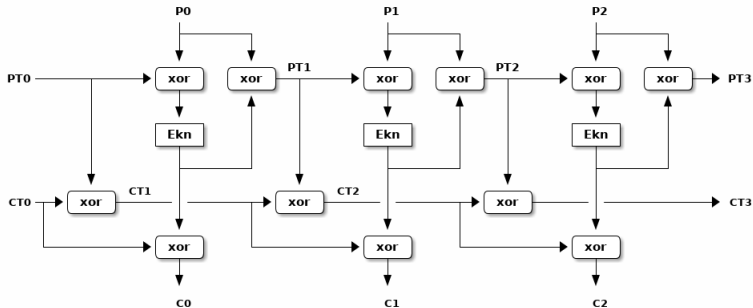 P0 P1 P2
PT0 xor xor PT1 xor xor PT2 xor xor PT3
Ekn Ekn Ekn
CT0 xor CT1 xor CT2 xor CT3
xor xor xor
C0 C1 C2